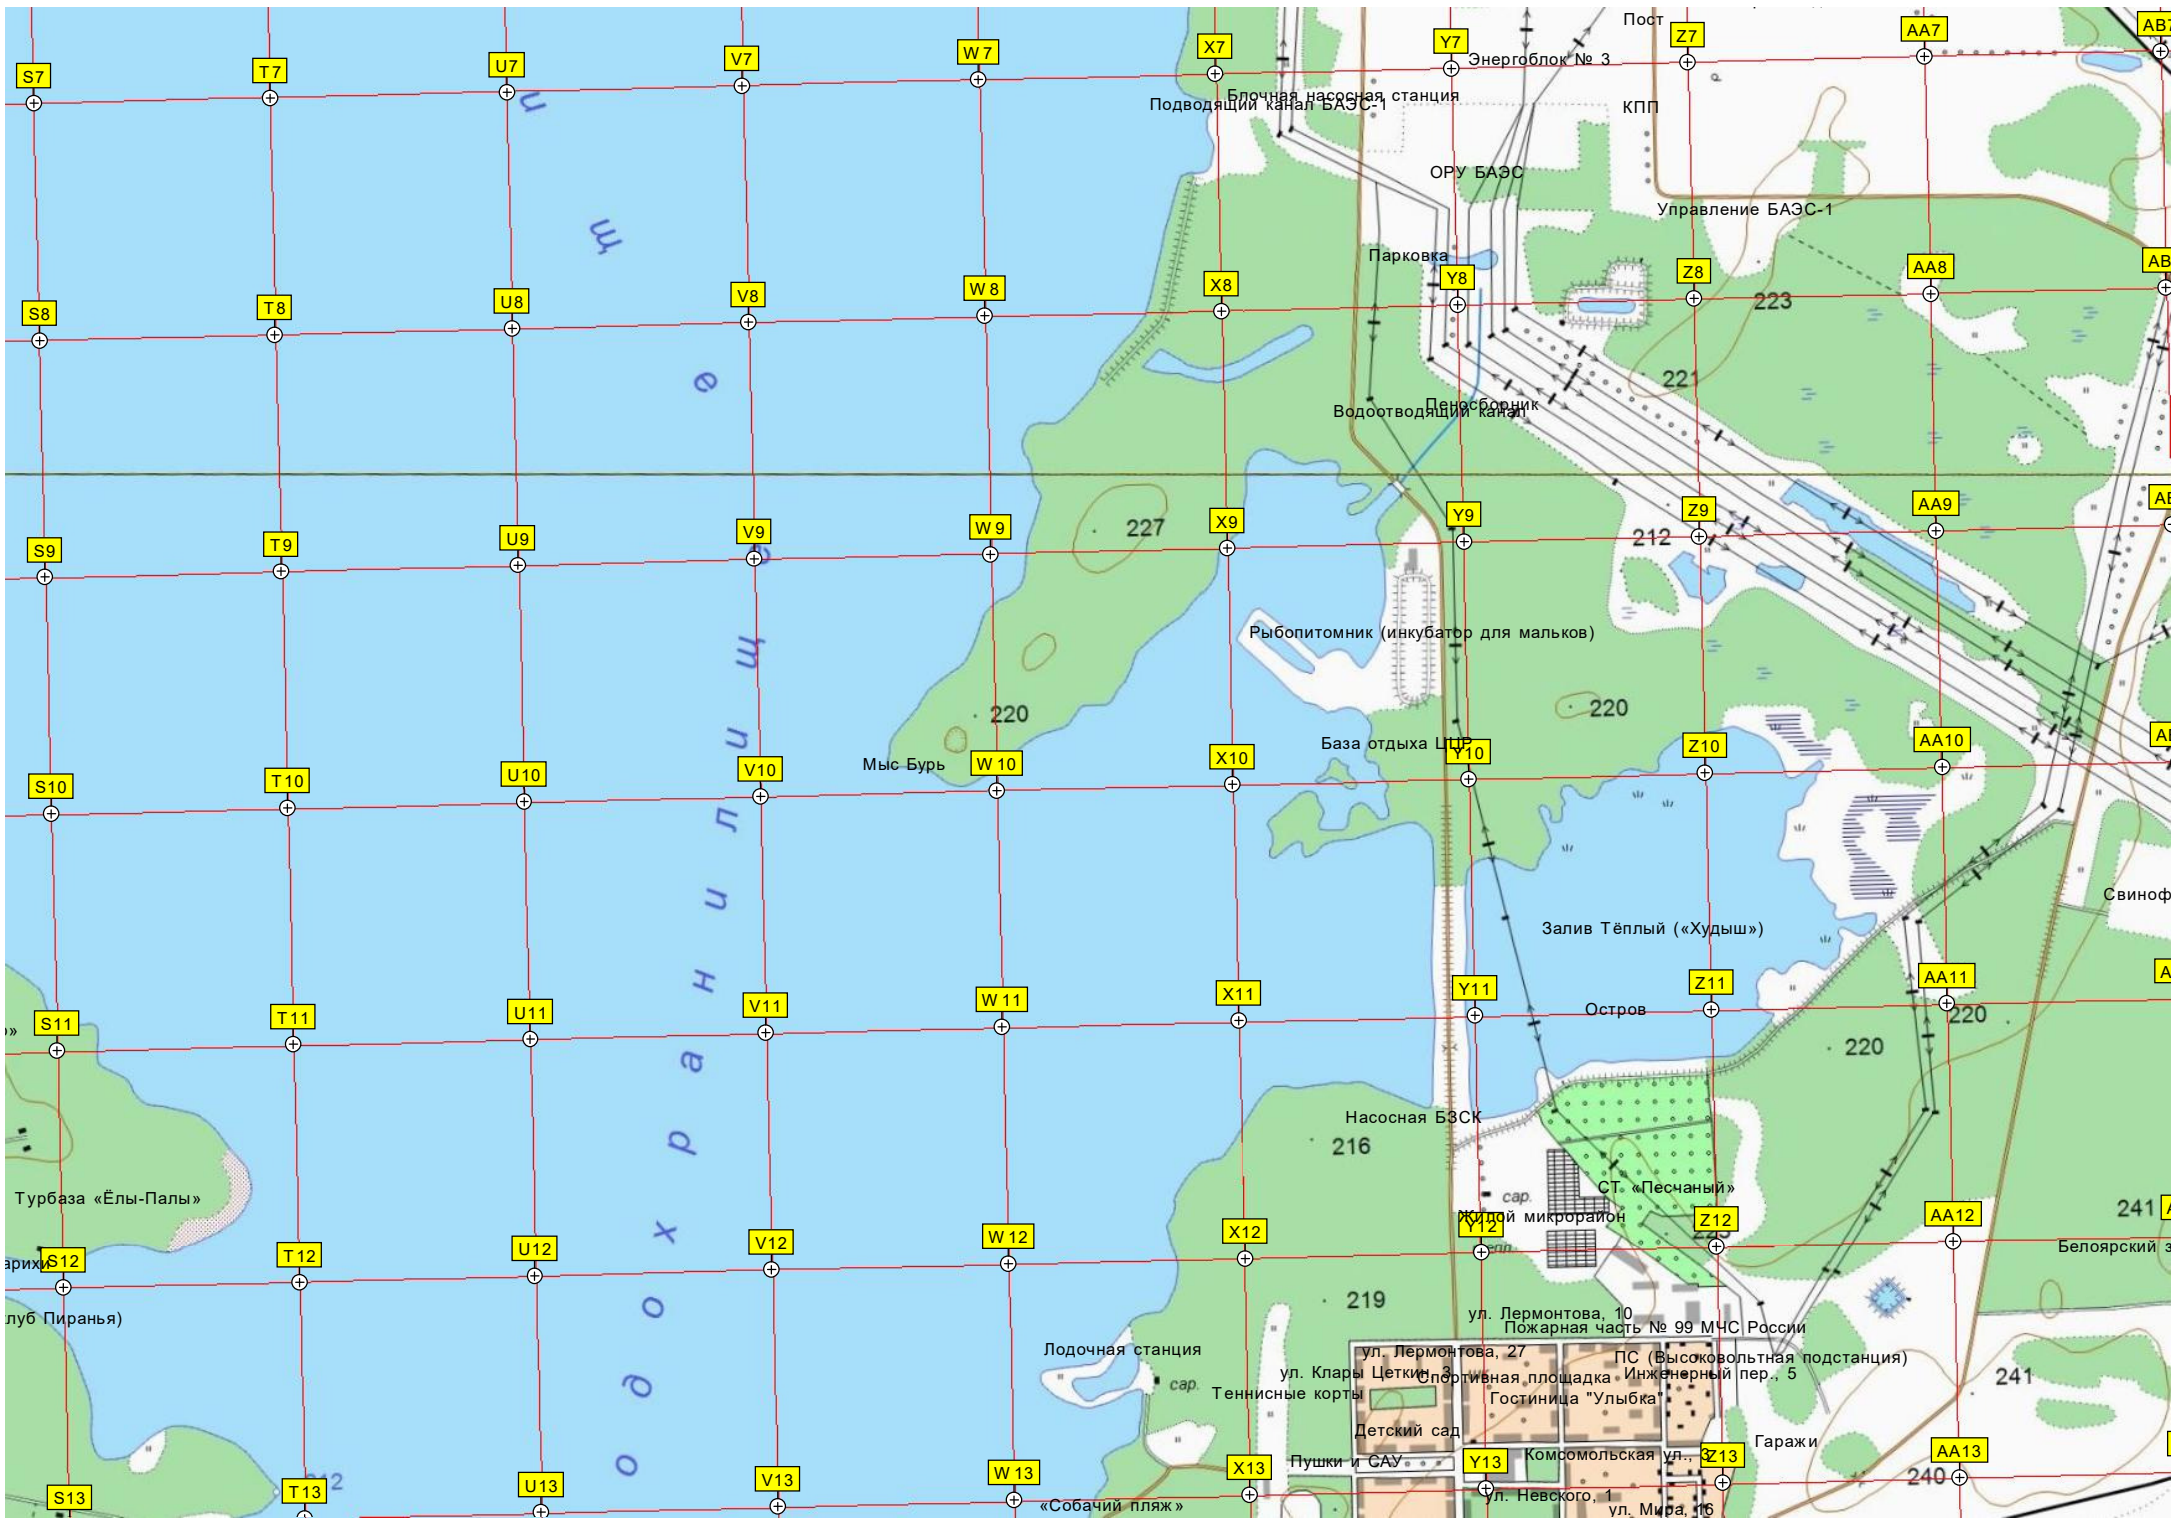 Пост
AA7
Y7
Z7
X7
W7
V7
U7
T7
S7
Энергоблок № 3
Блочная насосная станция
Подводящий канал БАЭС-1
КПП
и
ОРУ БАЭС
Управление БАЭС-1
щ
Парковка
AA8
Z8
Y8
X8
W8
V8
U8
T8
S8
223
е
221
Пеносборник
Водоотводящий канал
AA9
Z9
Y9
X9
W9
V9
U9
T9
S9
227
212
Рыбопитомник (инкубатор для мальков)
щ
220
220
и
База отдыха ЦЦР
AA10
Z10
Y10
X10
W10
V10
U10
T10
S10
Мыс Бурь
л
и
Свиноф
Залив Тёплый («Худыш»)
н
AA11
Z11
Y11
X11
W11
V11
U11
T11
S11
Остров
220
220
а
Насосная БЗСК
р
216
СТ «Песчаный»
сар.
Турбаза «Ёлы-Палы»
Жилой микрорайон
241
AA12
Z12
Y12
X12
W12
V12
U12
T12
S12
х
Белоярский з
арихи
о
219
луб Пиранья)
ул. Лермонтова, 10
Пожарная часть № 99 МЧС России
Лодочная станция
ул. Лермонтова, 27
ПС (Высоковольтная подстанция)
ул. Клары Цеткин, 3
Спортивная площадка
Инженерный пер., 5
241
д
сар.
Теннисные корты
Гостиница "Улыбка"
Детский сад
Гаражи
о
Пушки и САУ
Комсомольская ул., 3
AA13
Z13
Y13
X13
W13
V13
U13
T13
S13
240
«Собачий пляж»
ул. Невского, 1
ул. Мира, 16